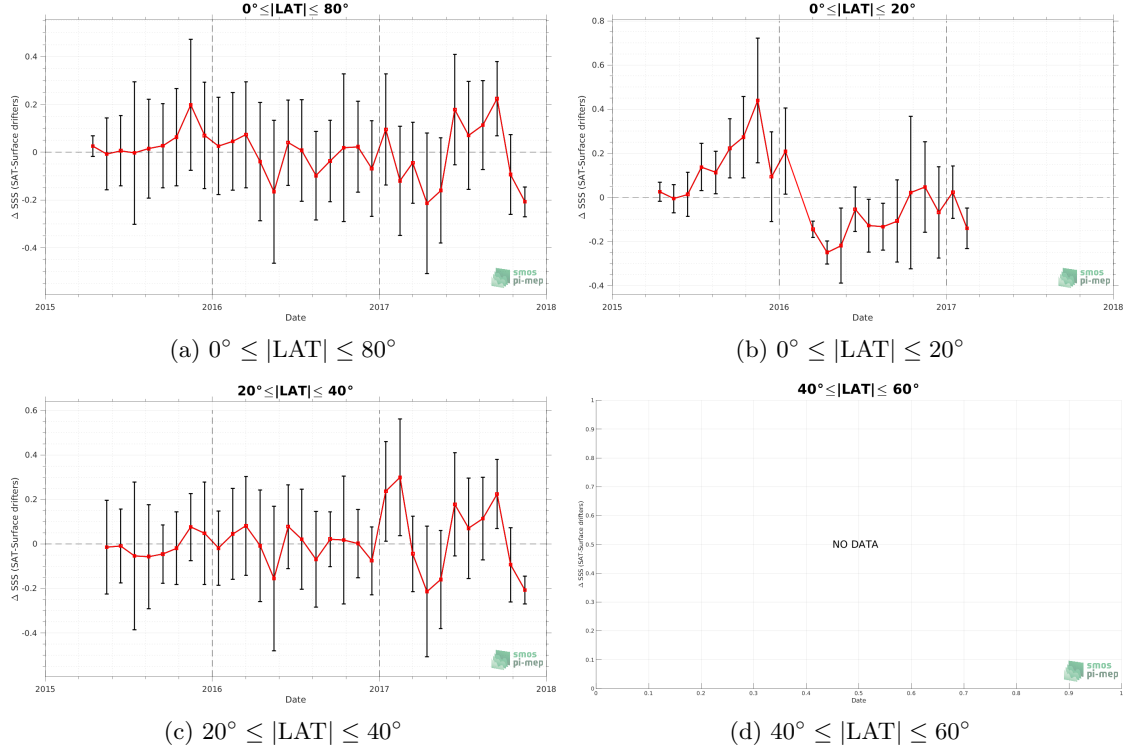 0°≤|LAT|≤ 80°
Δ SSS (SAT-Surface drifters)
0.4
0.2
0
-0.2
-0.4
2015
2016
2017
2018
Date
smos
pi-mep
(a) 0° ≤ |LAT| ≤ 80°
0°≤|LAT|≤ 20°
Δ SSS (SAT-Surface drifters)
0.8
0.6
0.4
0.2
0
-0.2
-0.4
2015
2016
2017
2018
Date
smos
pi-mep
(b) 0° ≤ |LAT| ≤ 20°
20°≤|LAT|≤ 40°
Δ SSS (SAT-Surface drifters)
0.6
0.4
0.2
0
-0.2
-0.4
2015
2016
2017
2018
Date
smos
pi-mep
(c) 20° ≤ |LAT| ≤ 40°
40°≤|LAT|≤ 60°
Δ SSS (SAT-Surface drifters)
1
0.9
0.8
0.7
0.6
0.5
0.4
0.3
0.2
0.1
0
NO DATA
0
0.1
0.2
0.3
0.4
0.5
0.6
0.7
0.8
0.9
1
Date
smos
pi-mep
(d) 40° ≤ |LAT| ≤ 60°